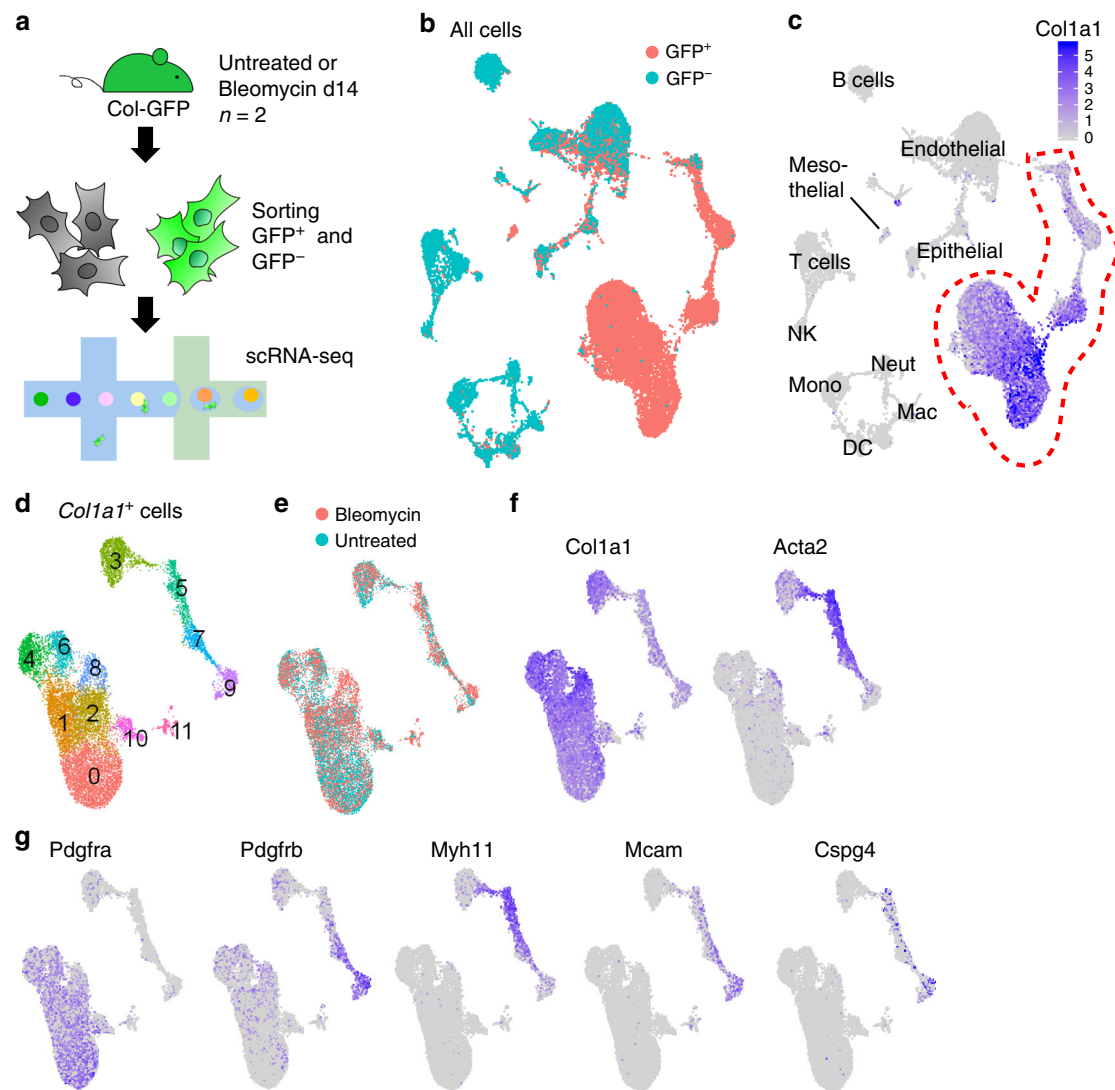 a
Untreated or
Bleomycin d14
n = 2
Col-GFP
Sorting
GFP⁺ and
GFP⁻
scRNA-seq
b
All cells
GFP⁺
GFP⁻
c
Col1a1
5
4
3
2
1
0
B cells
Endothelial
Meso-
thelial
Epithelial
T cells
NK
Neut
Mono
Mac
DC
d
Col1a1⁺ cells
3
5
7
9
4
6
8
1
2
10
11
0
e
Bleomycin
Untreated
f
Col1a1
Acta2
g
Pdgfra
Pdgfrb
Myh11
Mcam
Cspg4